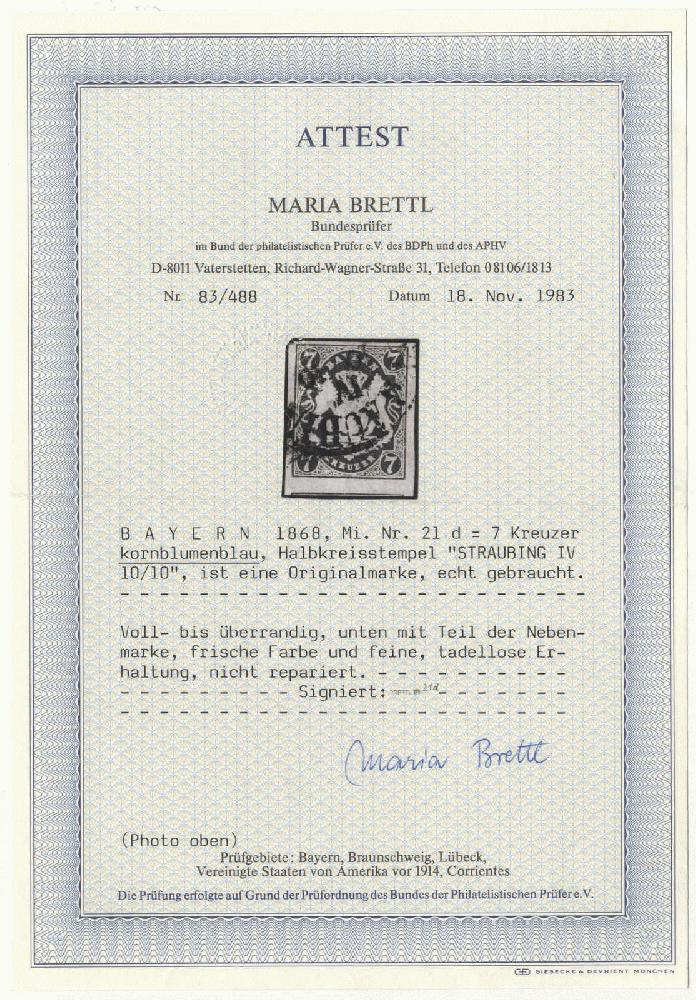 ATTEST
MARIA BRETTL
Bundesprüfer
im Bund der philatelistischen Prüfer e.V. des BDPh und des APHV
D-8011 Vaterstetten, Richard-Wagner-Straße 31, Telefon 08106/1813
Nr. 83/488 Datum 18. Nov. 1983
7 7
7 KREUZER 7
B A Y E R N 1868, Mi. Nr. 21 d = 7 Kreuzer
kornblumenblau, Halbkreisstempel "STRAUBING IV
10/10", ist eine Originalmarke, echt gebraucht.
Voll- bis überrandig, unten mit Teil der Neben-
marke, frische Farbe und feine, tadellose Er-
haltung, nicht repariert.
Signiert:
Maria Brettl
(Photo oben)
Prüfgebiete: Bayern, Braunschweig, Lübeck,
Vereinigte Staaten von Amerika vor 1914, Corrientes
Die Prüfung erfolgte auf Grund der Prüfordnung des Bundes der Philatelistischen Prüfer e.V.
GIESECKE & DEVRIENT MÜNCHEN